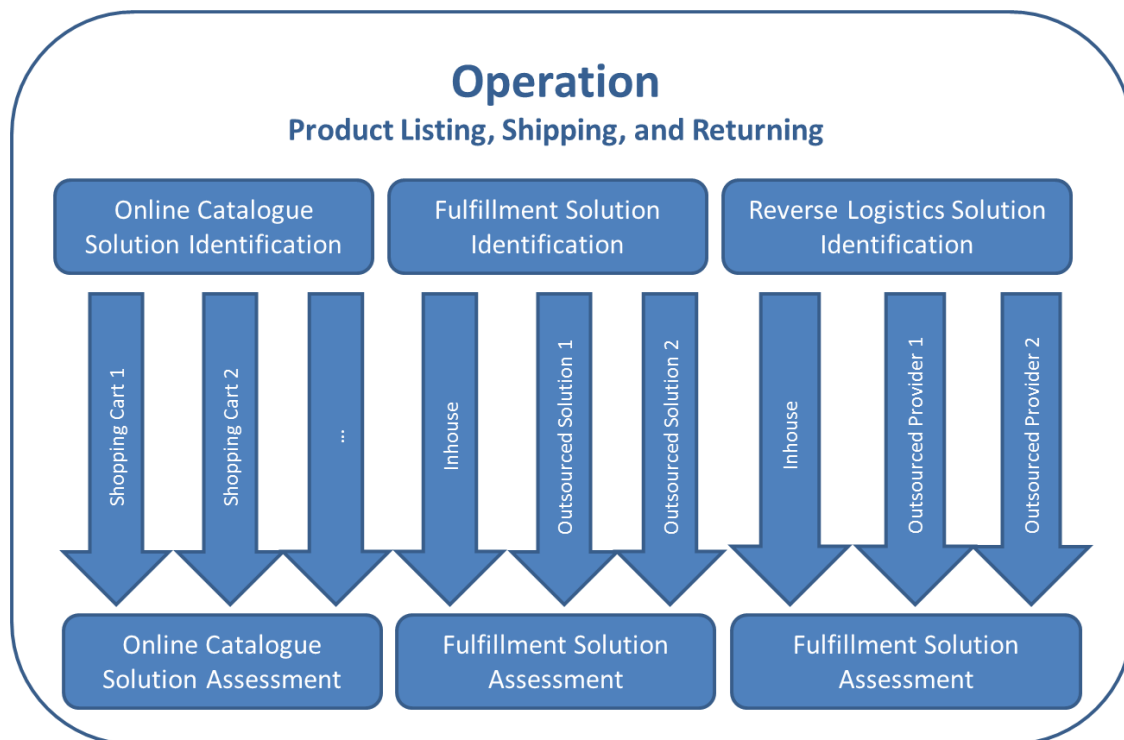 Operation
Product Listing, Shipping, and Returning
Online Catalogue
Solution Identification
Fulfillment Solution
Identification
Reverse Logistics Solution
Identification
Shopping Cart 1
Shopping Cart 2
...
Inhouse
Outsourced Solution 1
Outsourced Solution 2
Inhouse
Outsourced Provider 1
Outsourced Provider 2
Online Catalogue
Solution Assessment
Fulfillment Solution
Assessment
Fulfillment Solution
Assessment